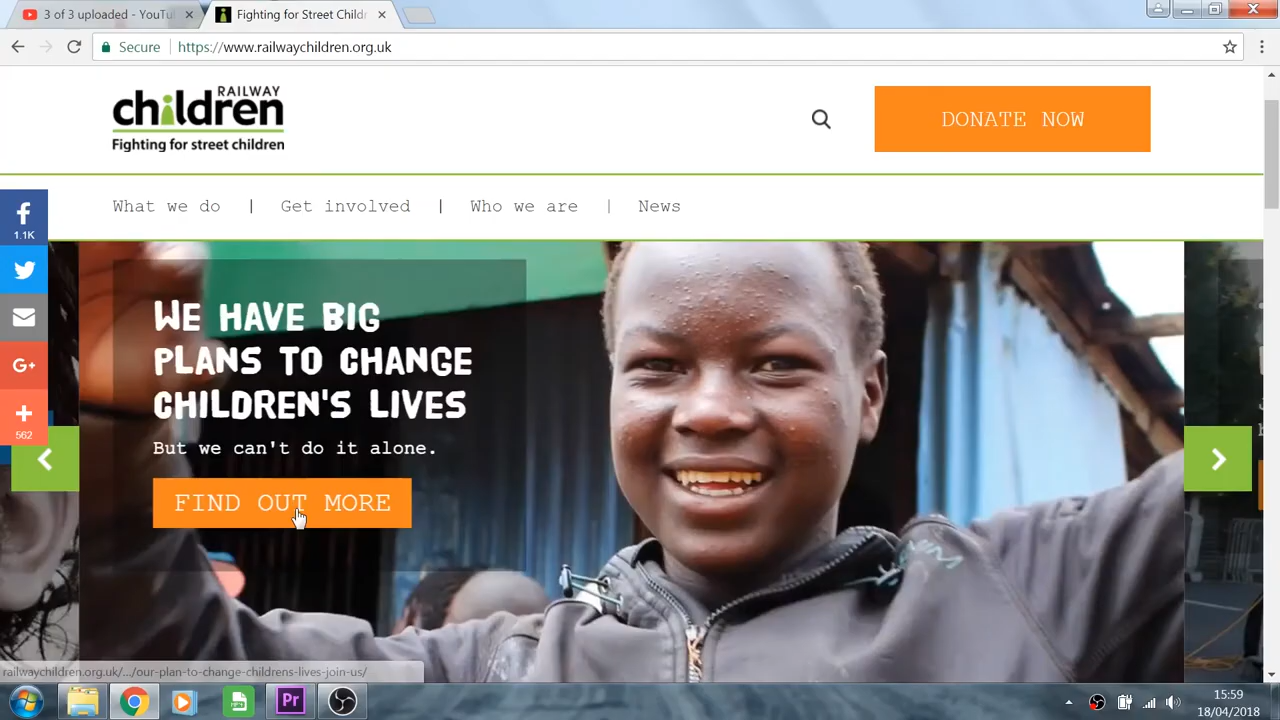 3 of 3 uploaded - YouTu
Fighting for Street Childr
Secure
https://www.railwaychildren.org.uk
RAILWAY
children
Fighting for street children
DONATE NOW
What we do | Get involved | Who we are | News
1.1K
562
WE HAVE BIG
PLANS TO CHANGE
CHILDREN'S LIVES
But we can't do it alone.
FIND OUT MORE
railwaychildren.org.uk/.../our-plan-to-change-childrens-lives-join-us/
Pr
15:59
18/04/2018